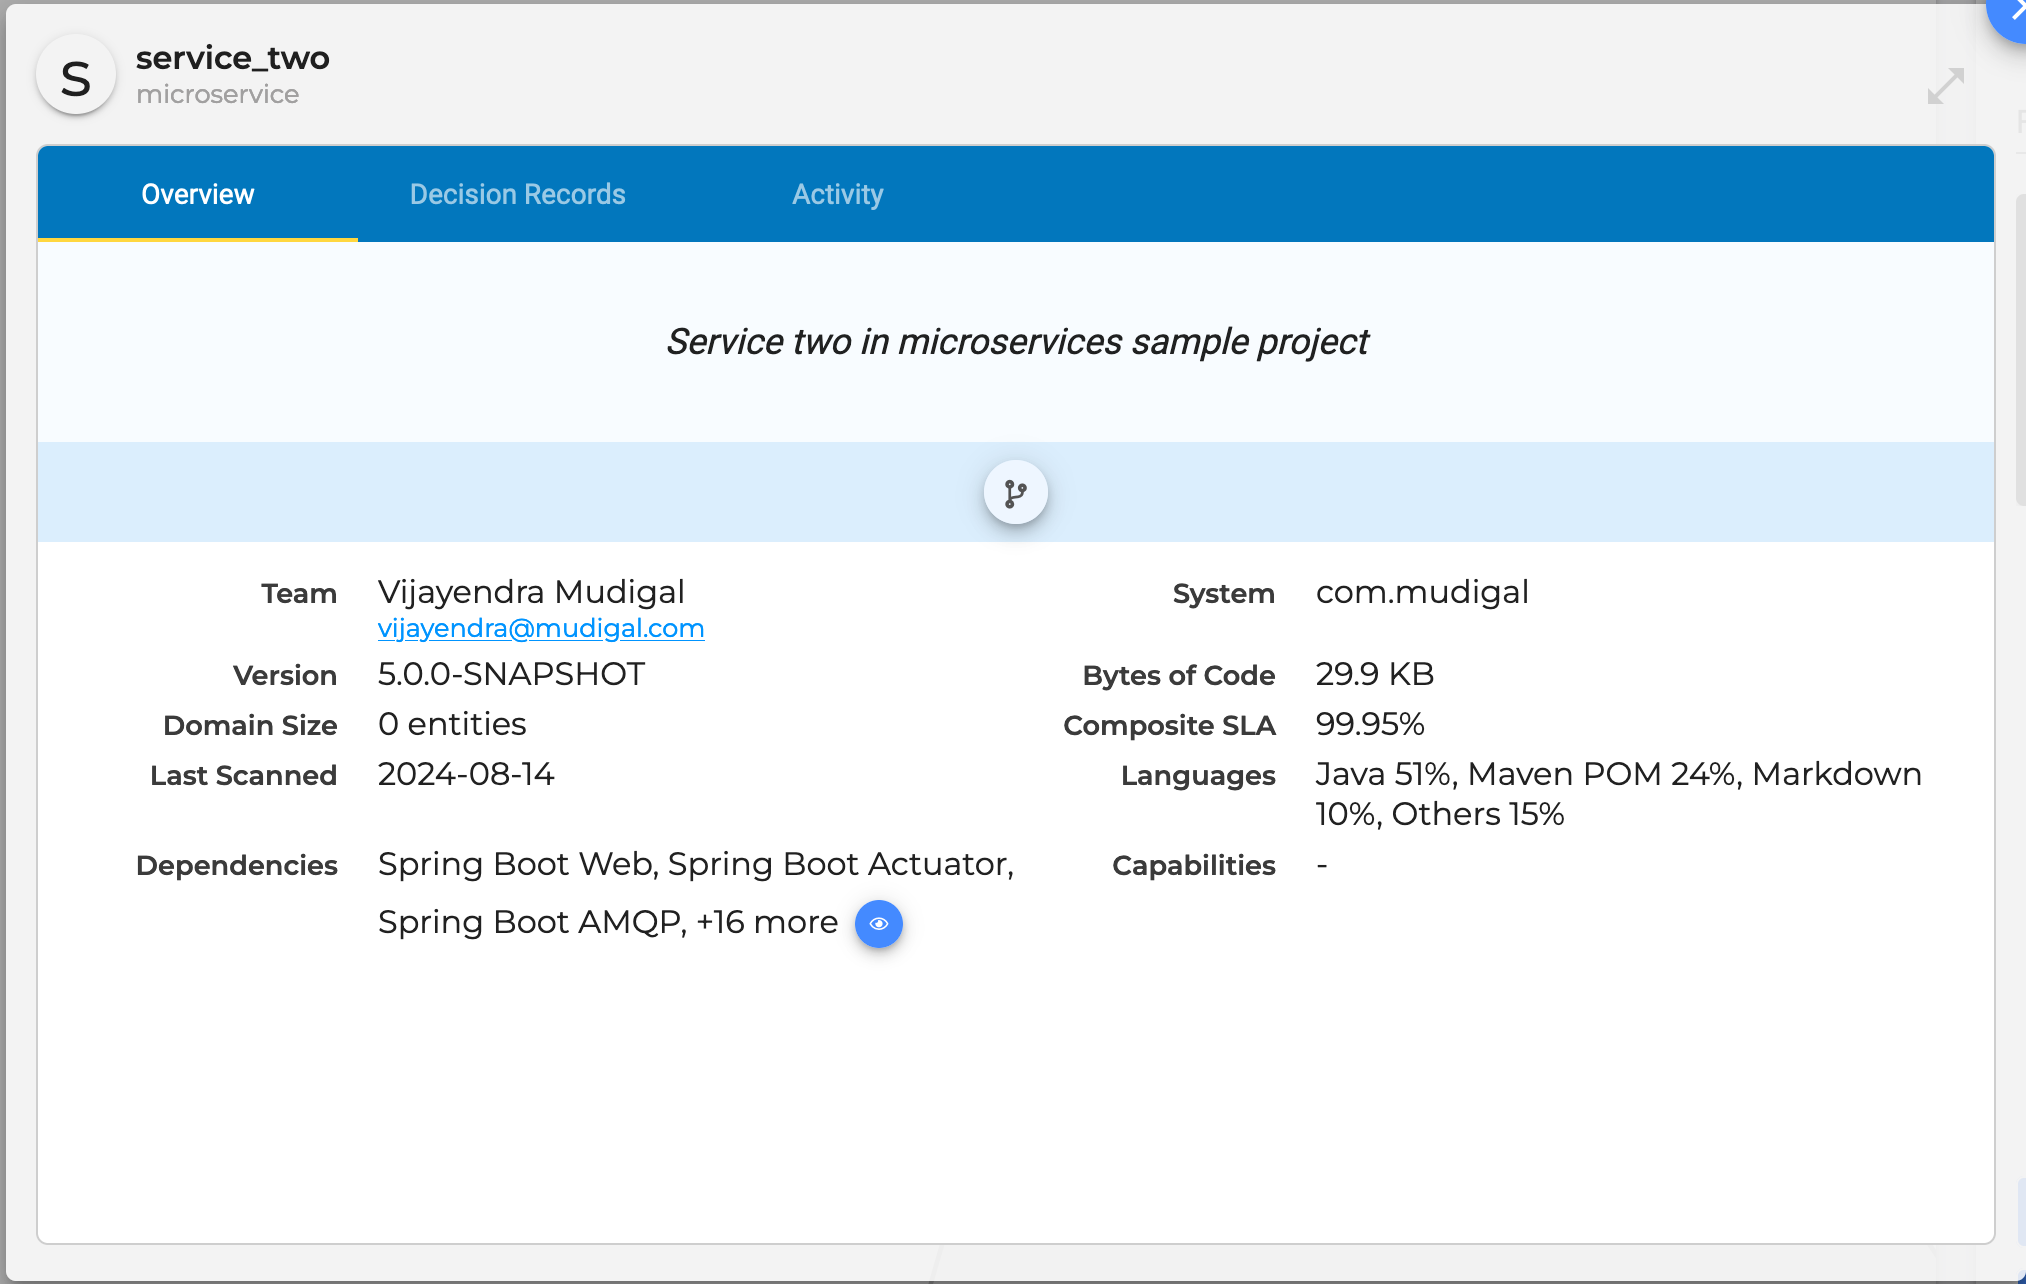 S
service_two
microservice
Overview
Decision Records
Activity
Service two in microservices sample project
Team
Vijayendra Mudigal
vijayendra@mudigal.com
System
com.mudigal
Version
5.0.0-SNAPSHOT
Bytes of Code
29.9 KB
Domain Size
0 entities
Composite SLA
99.95%
Last Scanned
2024-08-14
Languages
Java 51%, Maven POM 24%, Markdown
10%, Others 15%
Dependencies
Spring Boot Web, Spring Boot Actuator,
Spring Boot AMQP, +16 more
Capabilities
-